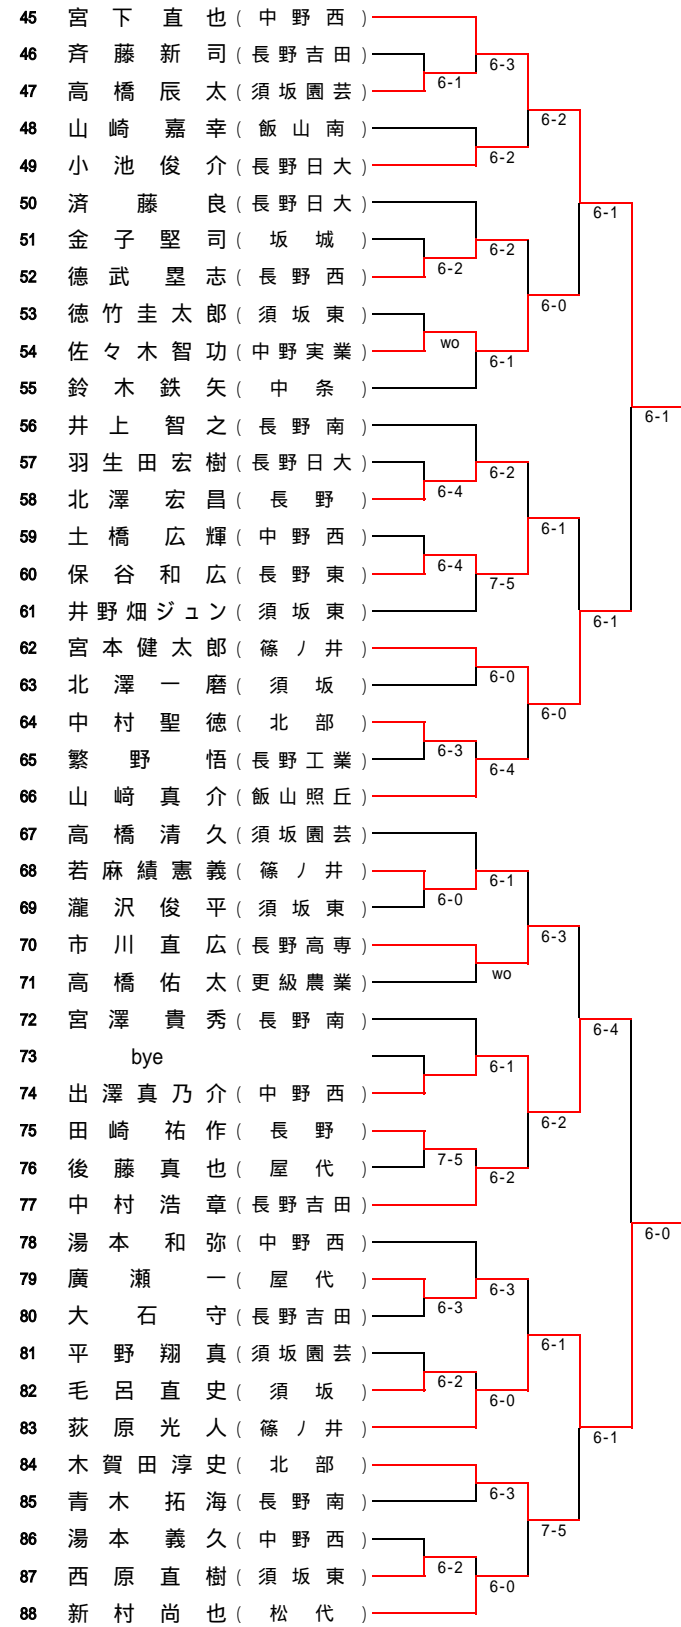 45 宮下直也(中野西)
46 斉藤新司(長野吉田)
47 高橋辰太(須坂園芸)
48 山崎嘉幸(飯山南)
49 小池俊介(長野日大)
50 済藤良(長野日大)
51 金子堅司(坂城)
52 德武塁志(長野西)
53 徳竹圭太郎(須坂東)
54 佐々木智功(中野実業)
55 鈴木鉄矢(中条)
56 井上智之(長野南)
57 羽生田宏樹(長野日大)
58 北澤宏昌(長野)
59 土橋広輝(中野西)
60 保谷和広(長野東)
61 井野畑ジュン(須坂東)
62 宮本健太郎(篠ノ井)
63 北澤一磨(須坂)
64 中村聖徳(北部)
65 繁野悟(長野工業)
66 山﨑真介(飯山照丘)
67 高橋清久(須坂園芸)
68 若麻績憲義(篠ノ井)
69 瀧沢俊平(須坂東)
70 市川直広(長野高専)
71 高橋佑太(更級農業)
72 宮澤貴秀(長野南)
73 bye
74 出澤真乃介(中野西)
75 田崎祐作(長野)
76 後藤真也(屋代)
77 中村浩章(長野吉田)
78 湯本和弥(中野西)
79 廣瀬一(屋代)
80 大石守(長野吉田)
81 平野翔真(須坂園芸)
82 毛呂直史(須坂)
83 荻原光人(篠ノ井)
84 木賀田淳史(北部)
85 青木拓海(長野南)
86 湯本義久(中野西)
87 西原直樹(須坂東)
88 新村尚也(松代)
6-1
6-2
wo
6-4
6-4
6-3
6-0
7-5
6-3
6-2
6-3
6-2
6-2
6-1
6-2
7-5
6-0
6-4
6-1
wo
6-1
6-2
6-3
6-0
6-3
6-0
6-2
6-0
6-1
6-0
6-3
6-2
6-1
7-5
6-1
6-1
6-4
6-1
6-1
6-0